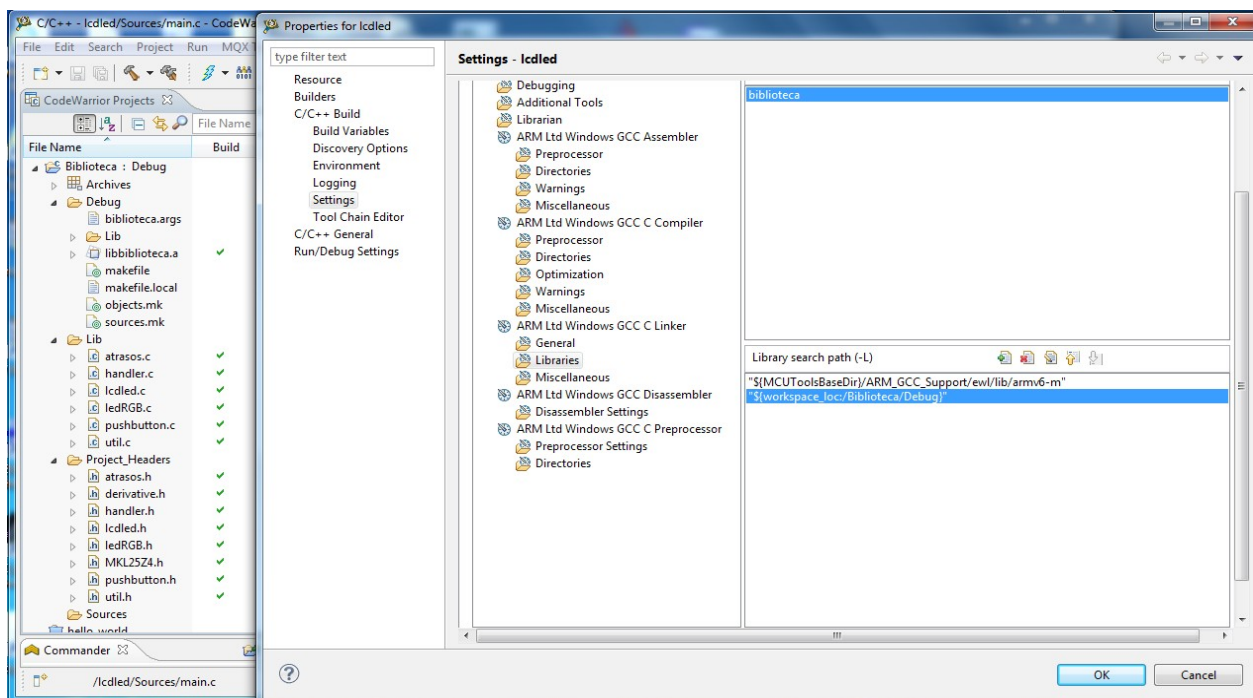 C/C++ - lcdled/Sources/main.c - CodeWa
File Edit Search Project Run MQX
CodeWarrior Projects
File Name
File Name Build
Biblioteca : Debug
Archives
Debug
biblioteca.args
Lib
libbiblioteca.a
makefile
makefile.local
objects.mk
sources.mk
Lib
atrasos.c
handler.c
lcdled.c
ledRGB.c
pushbutton.c
util.c
Project_Headers
atrasos.h
derivative.h
handler.h
lcdled.h
ledRGB.h
MKL25Z4.h
pushbutton.h
util.h
Sources
hello_world
Commander
/lcdled/Sources/main.c
Properties for lcdled
type filter text
Resource
Builders
C/C++ Build
Build Variables
Discovery Options
Environment
Logging
Settings
Tool Chain Editor
C/C++ General
Run/Debug Settings
Settings - lcdled
Debugging
Additional Tools
Librarian
ARM Ltd Windows GCC Assembler
Preprocessor
Directories
Warnings
Miscellaneous
ARM Ltd Windows GCC C Compiler
Preprocessor
Directories
Optimization
Warnings
Miscellaneous
ARM Ltd Windows GCC C Linker
General
Libraries
Miscellaneous
ARM Ltd Windows GCC Disassembler
Disassembler Settings
ARM Ltd Windows GCC C Preprocessor
Preprocessor Settings
Directories
biblioteca
Library search path (-L)
"${MCUToolsBaseDir}/ARM_GCC_Support/ewl/lib/armv6-m"
"${workspace_loc:/Biblioteca/Debug}"
OK Cancel